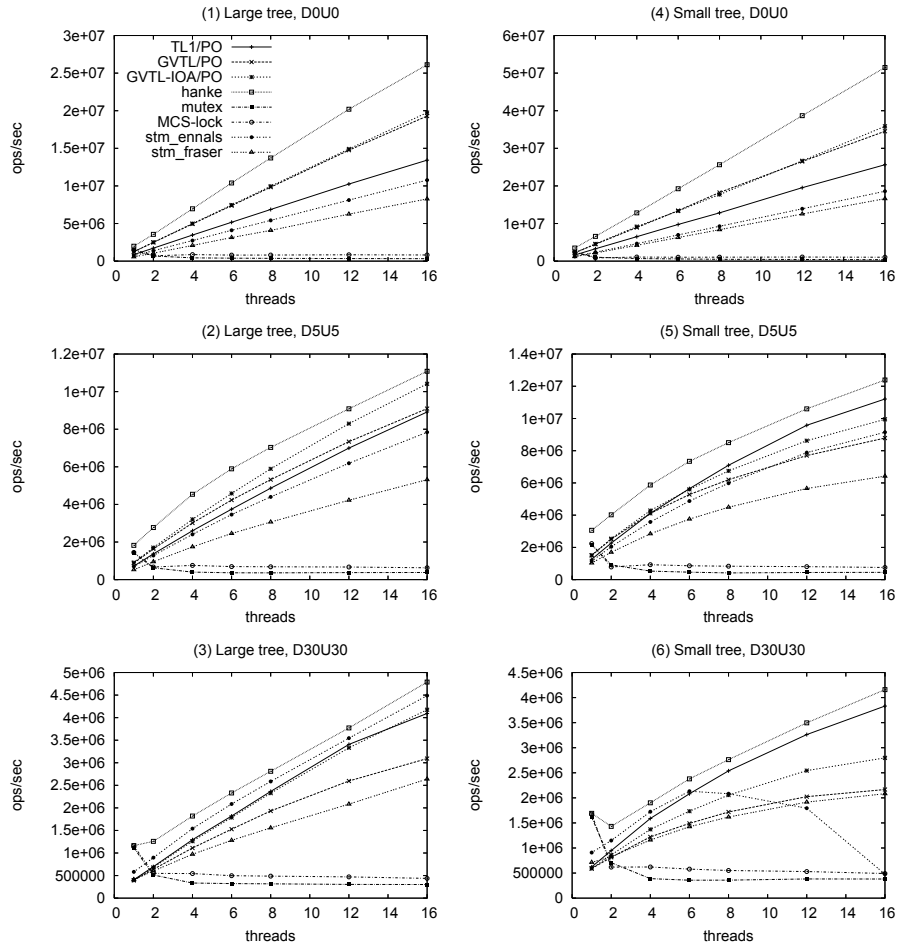 (1) Large tree, D0U0
3e+07
2.5e+07
2e+07
1.5e+07
1e+07
5e+06
0
ops/sec
TL1/PO
GVTL/PO
GVTL-IOA/PO
hanke
mutex
MCS-lock
stm_ennals
stm_fraser
0 2 4 6 8 10 12 14 16
threads
(4) Small tree, D0U0
6e+07
5e+07
4e+07
3e+07
2e+07
1e+07
0
ops/sec
0 2 4 6 8 10 12 14 16
threads
(2) Large tree, D5U5
1.2e+07
1e+07
8e+06
6e+06
4e+06
2e+06
0
ops/sec
0 2 4 6 8 10 12 14 16
threads
(5) Small tree, D5U5
1.4e+07
1.2e+07
1e+07
8e+06
6e+06
4e+06
2e+06
0
ops/sec
0 2 4 6 8 10 12 14 16
threads
(3) Large tree, D30U30
5e+06
4.5e+06
4e+06
3.5e+06
3e+06
2.5e+06
2e+06
1.5e+06
1e+06
500000
0
ops/sec
0 2 4 6 8 10 12 14 16
threads
(6) Small tree, D30U30
4.5e+06
4e+06
3.5e+06
3e+06
2.5e+06
2e+06
1.5e+06
1e+06
500000
0
ops/sec
0 2 4 6 8 10 12 14 16
threads